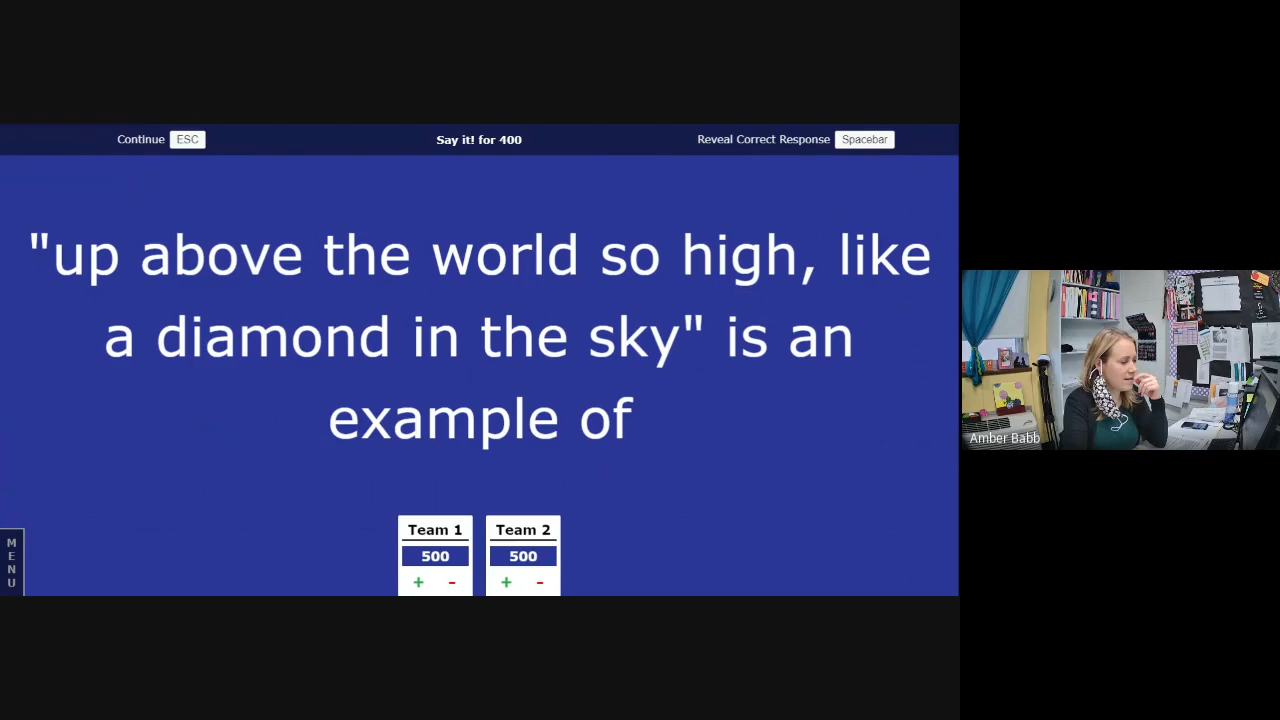 Continue ESC
Say it! for 400
Reveal Correct Response Spacebar
"up above the world so high, like
a diamond in the sky" is an
example of
MENU
Team 1
500
+ -
Team 2
500
+ -
Amber Babb